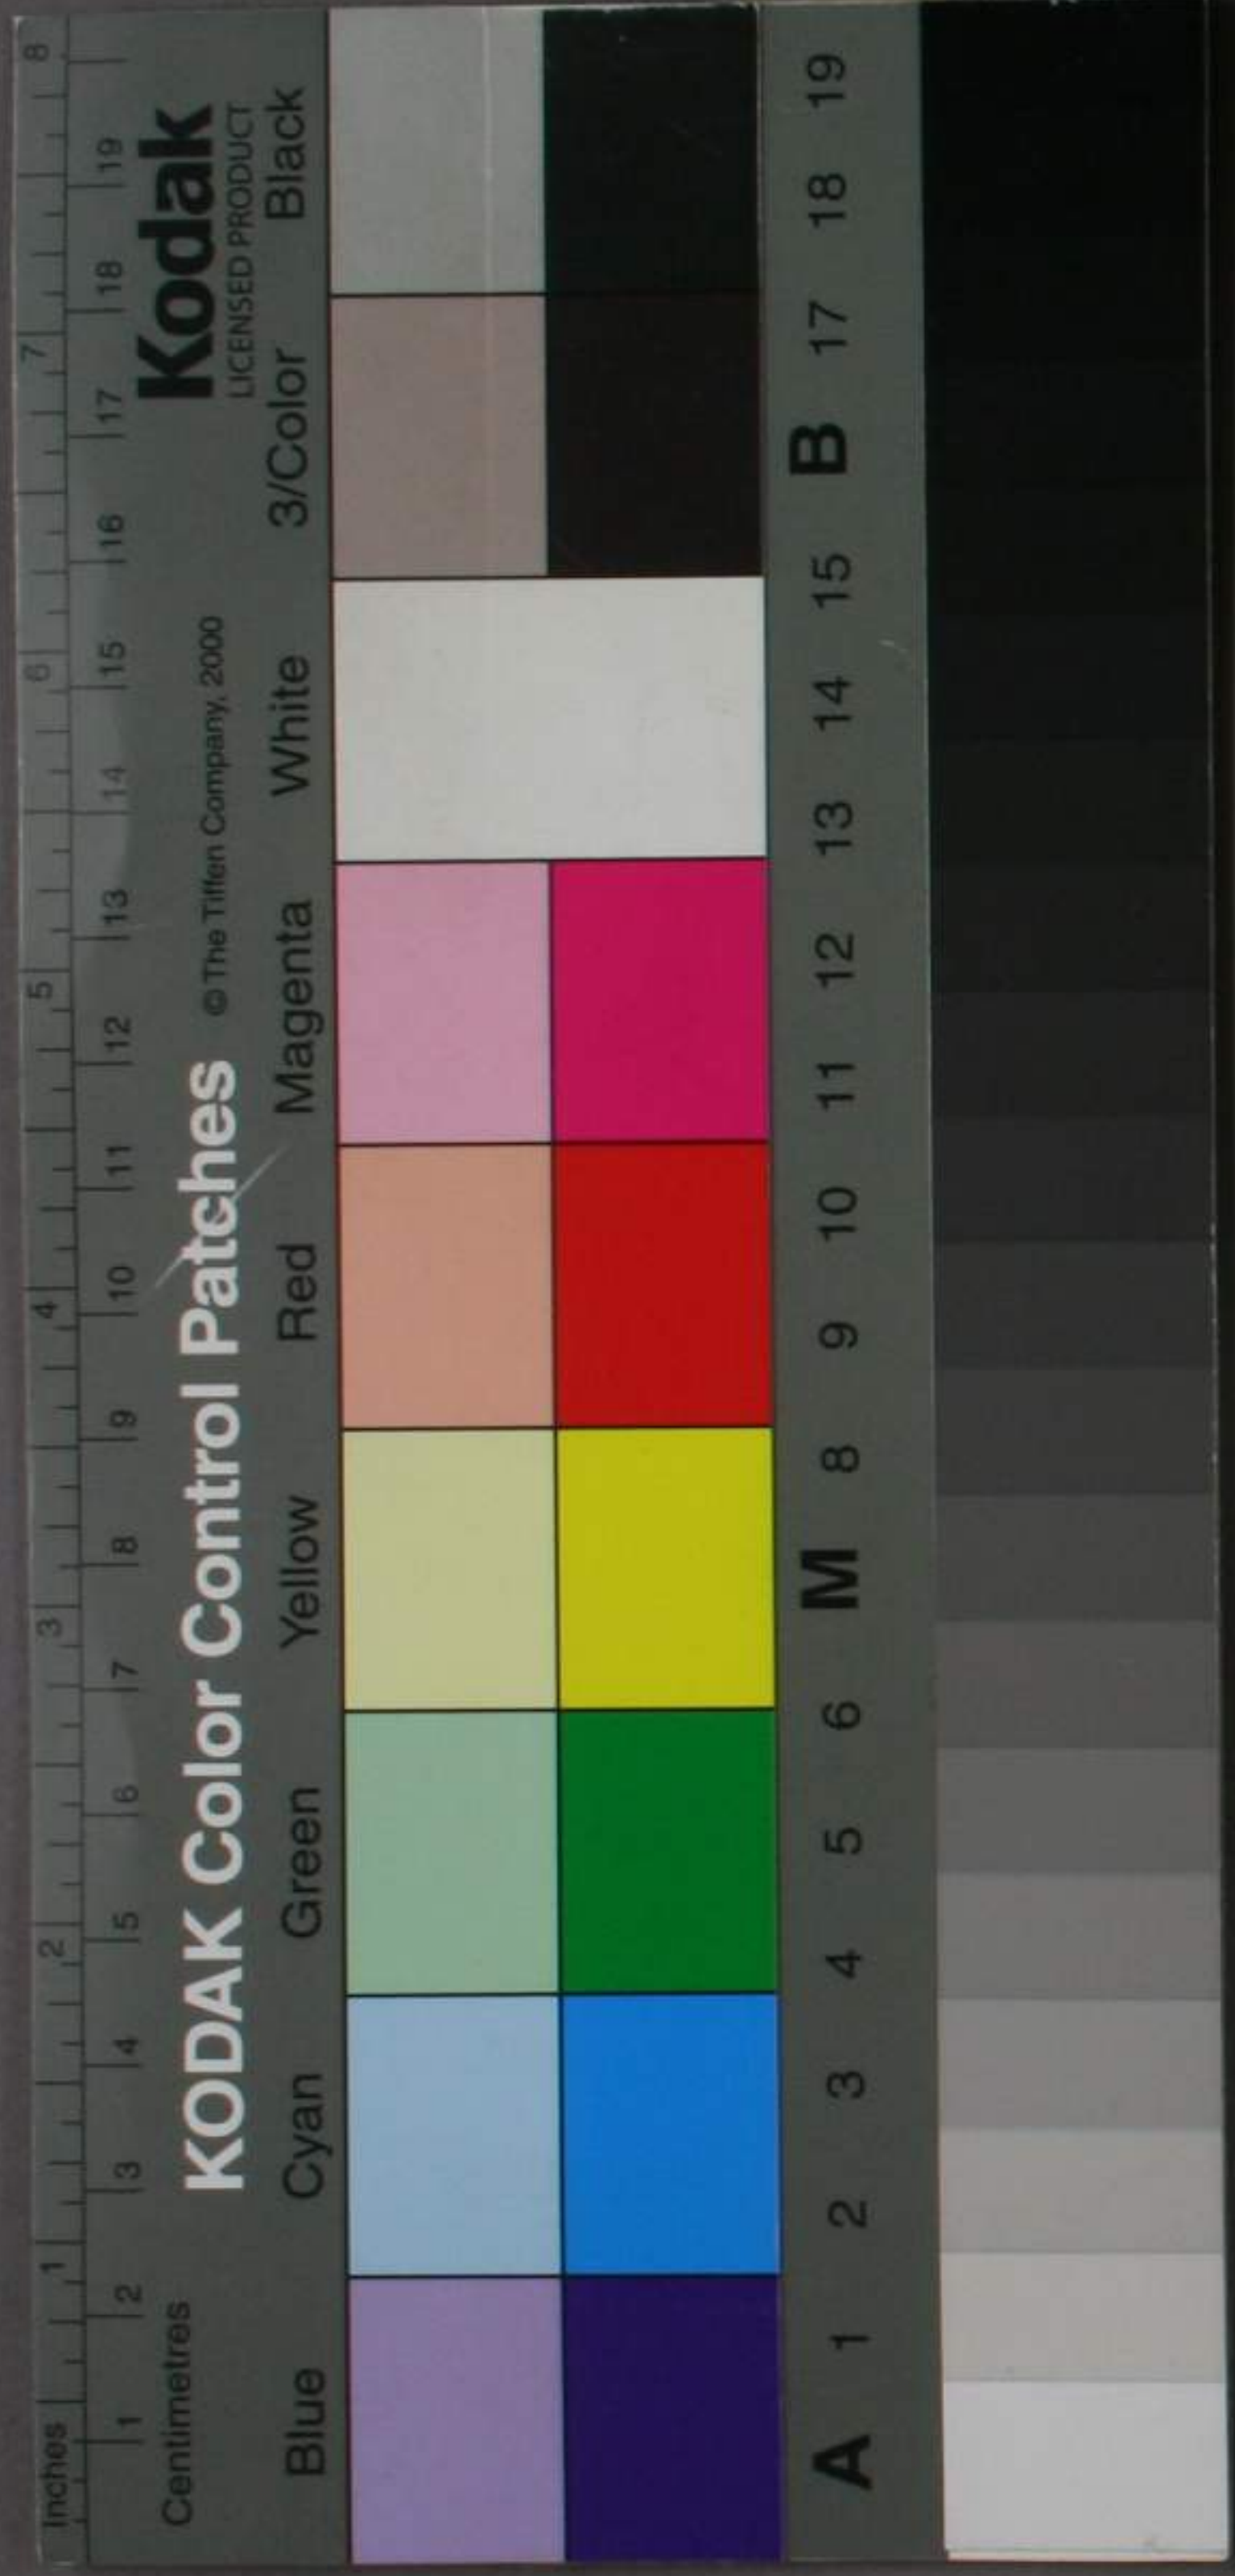 Inches 1 2 3 4 5 6 7 8
Centimetres 1 2 3 4 5 6 7 8 9 10 11 12 13 14 15 16 17 18 19
KODAK Color Control Patches © The Tiffen Company, 2000 Kodak
LICENSED PRODUCT
Blue Cyan Green Yellow Red Magenta White 3/Color Black
A 1 2 3 4 5 6 M 8 9 10 11 12 13 14 15 B 17 18 19